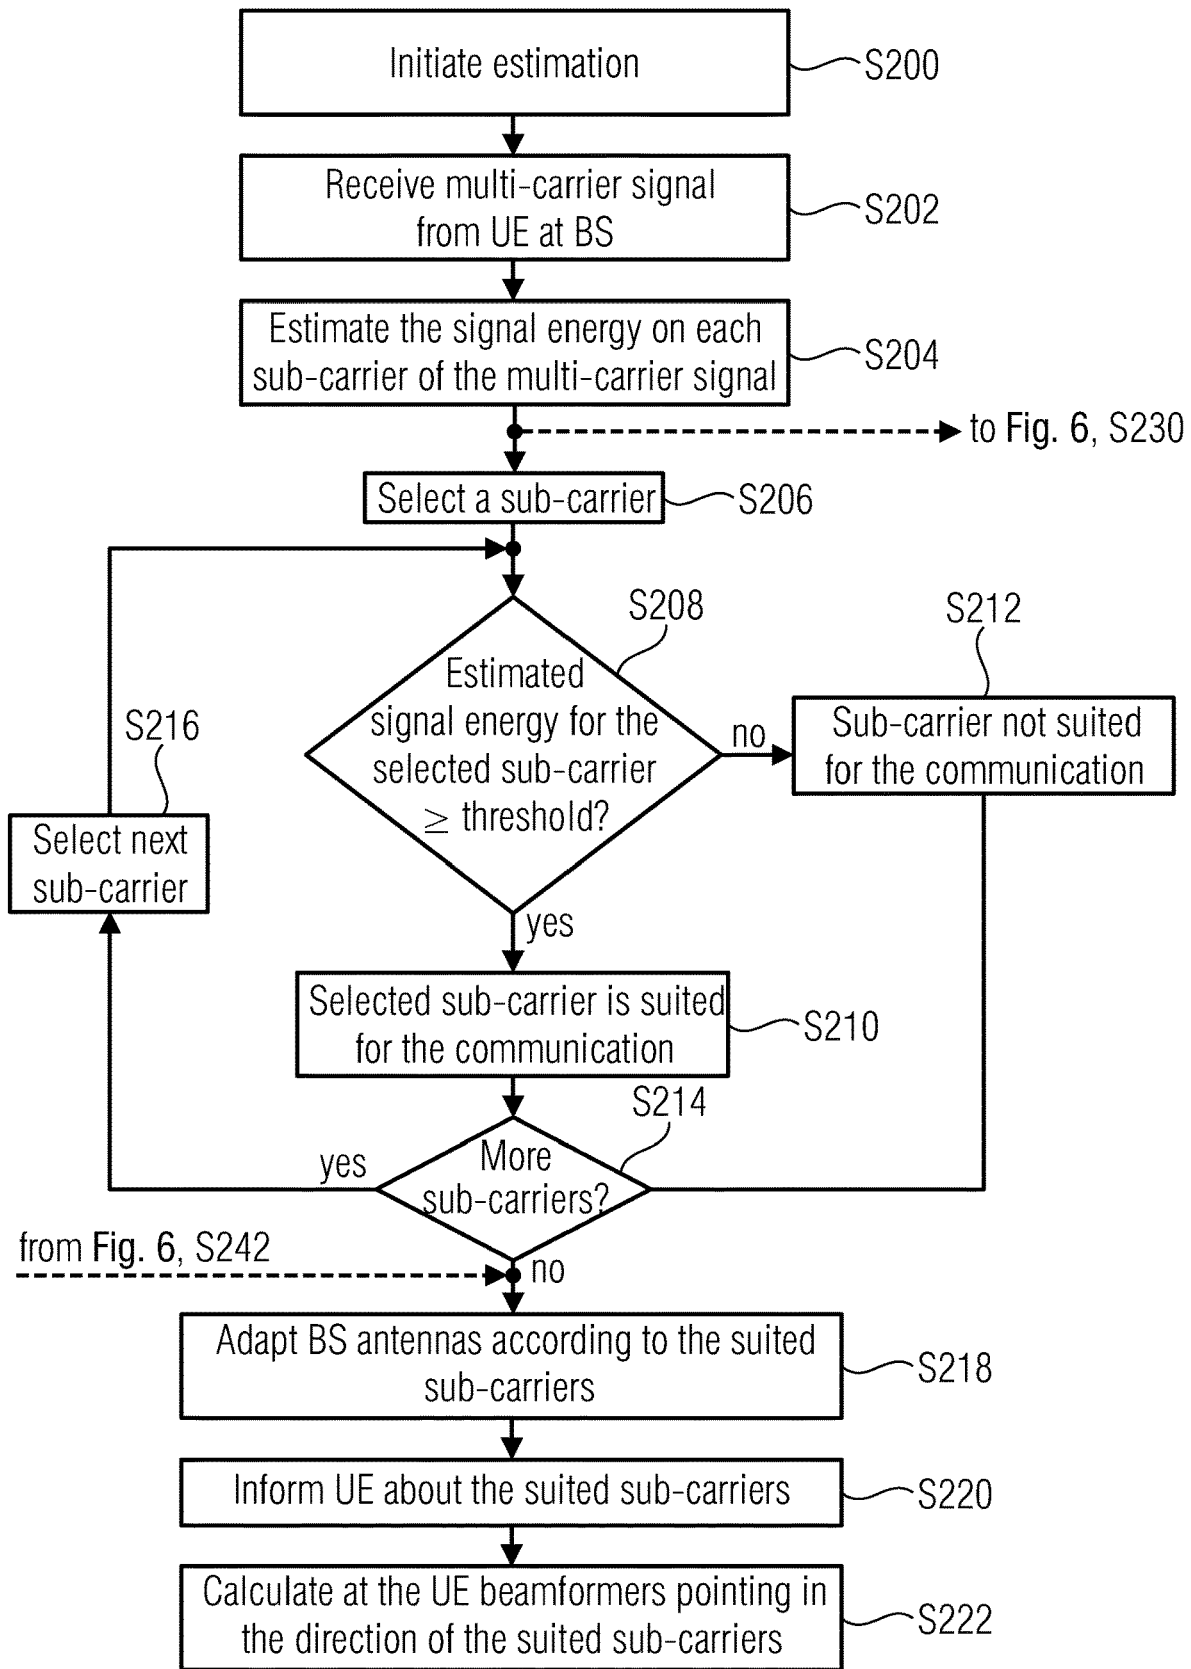 Initiate estimation
S200
Receive multi-carrier signal
from UE at BS
S202
Estimate the signal energy on each
sub-carrier of the multi-carrier signal
S204
to Fig. 6, S230
Select a sub-carrier
S206
S208
Estimated
signal energy for the
selected sub-carrier
≥ threshold?
no
S212
Sub-carrier not suited
for the communication
S216
Select next
sub-carrier
yes
Selected sub-carrier is suited
for the communication
S210
S214
More
sub-carriers?
yes
from Fig. 6, S242
no
Adapt BS antennas according to the suited
sub-carriers
S218
Inform UE about the suited sub-carriers
S220
Calculate at the UE beamformers pointing in
the direction of the suited sub-carriers
S222